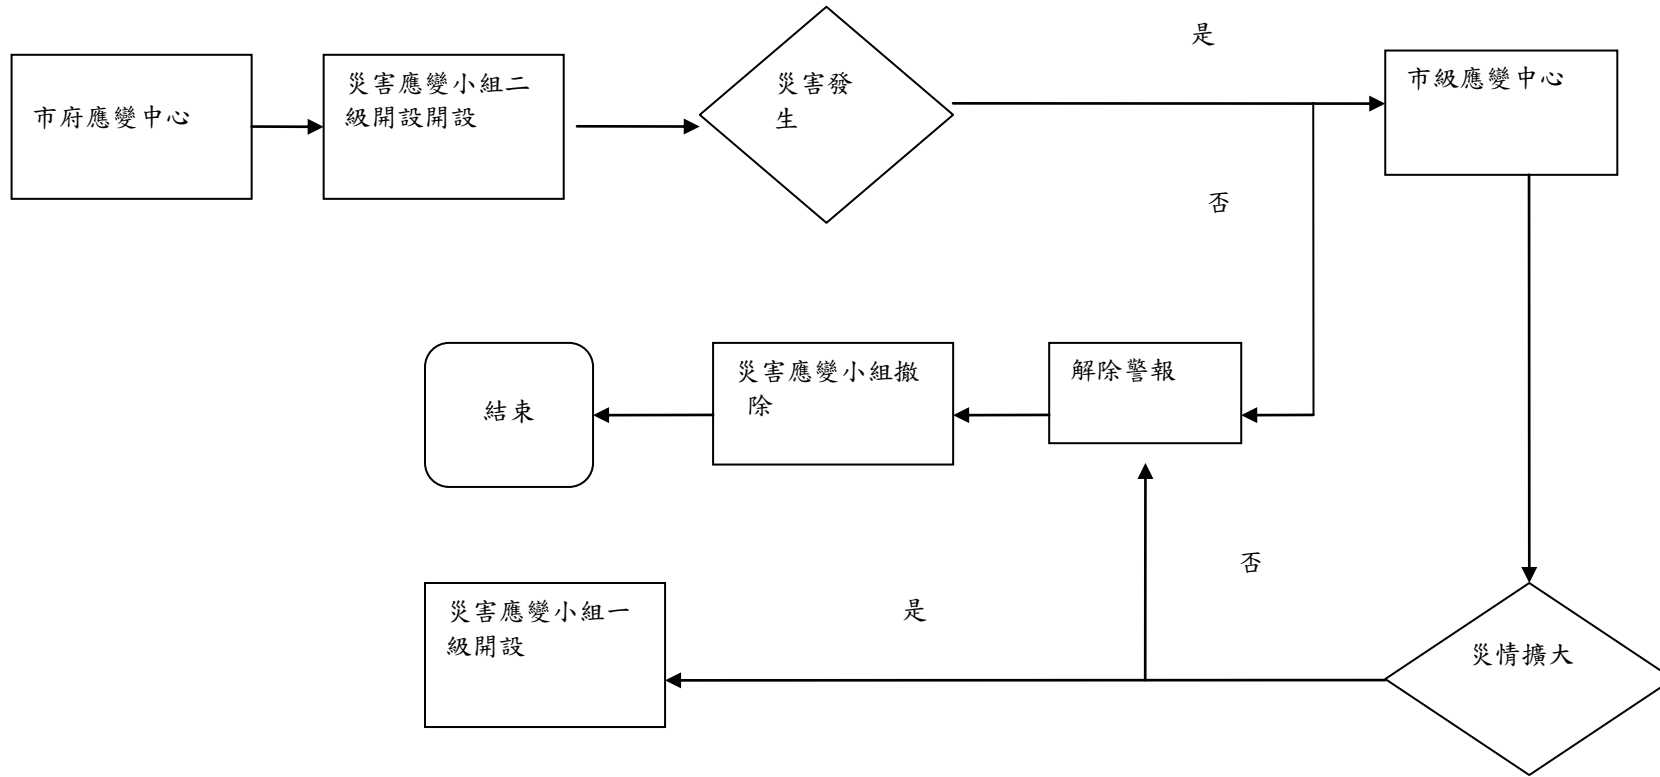 是
市府應變中心
災害應變小組二
級開設開設
災害發
生
市級應變中心
否
結束
災害應變小組撤
除
解除警報
否
災害應變小組一
級開設
是
災情擴大